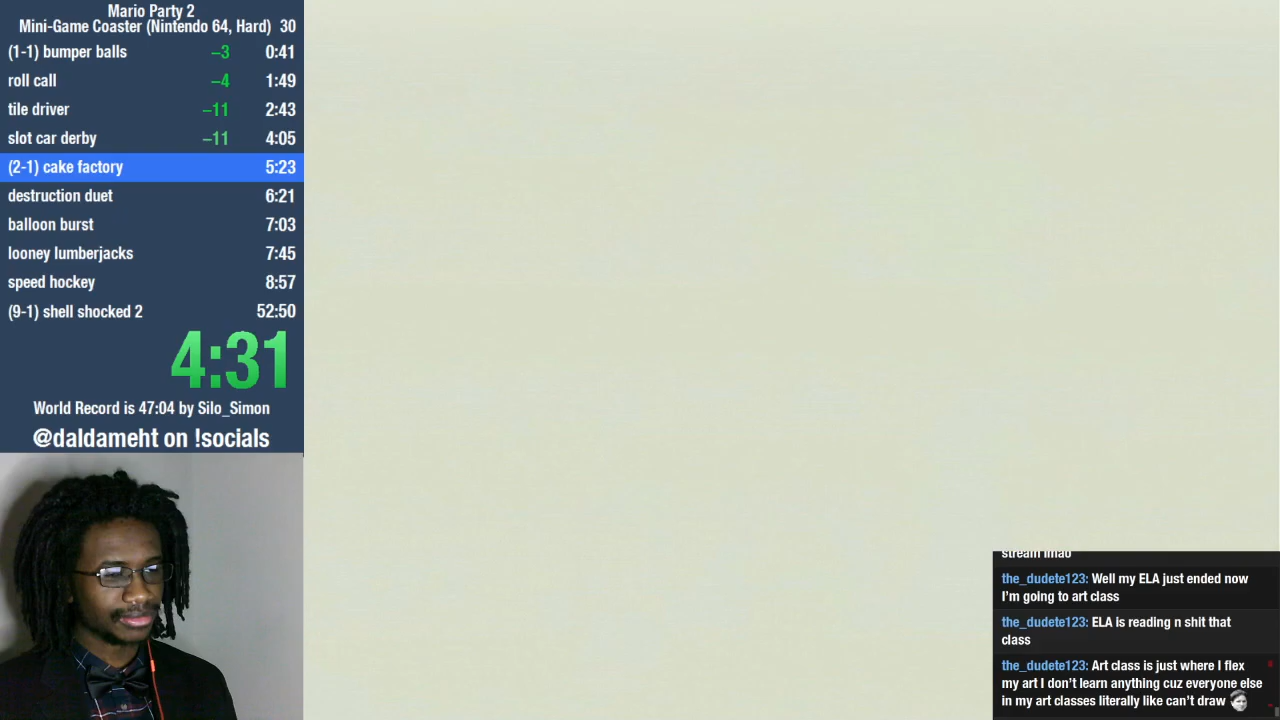 Mario Party 2
Mini-Game Coaster (Nintendo 64, Hard) 30
(1-1) bumper balls −3 0:41
roll call −4 1:49
tile driver −11 2:43
slot car derby −11 4:05
(2-1) cake factory 5:23
destruction duet 6:21
balloon burst 7:03
looney lumberjacks 7:45
speed hockey 8:57
(9-1) shell shocked 2 52:50
4:31
World Record is 47:04 by Silo_Simon
@daldameht on !socials
stream lmao
the_dudete123: Well my ELA just ended now
I'm going to art class
the_dudete123: ELA is reading n shit that
class
the_dudete123: Art class is just where I flex
my art I don't learn anything cuz everyone else
in my art classes literally like can't draw